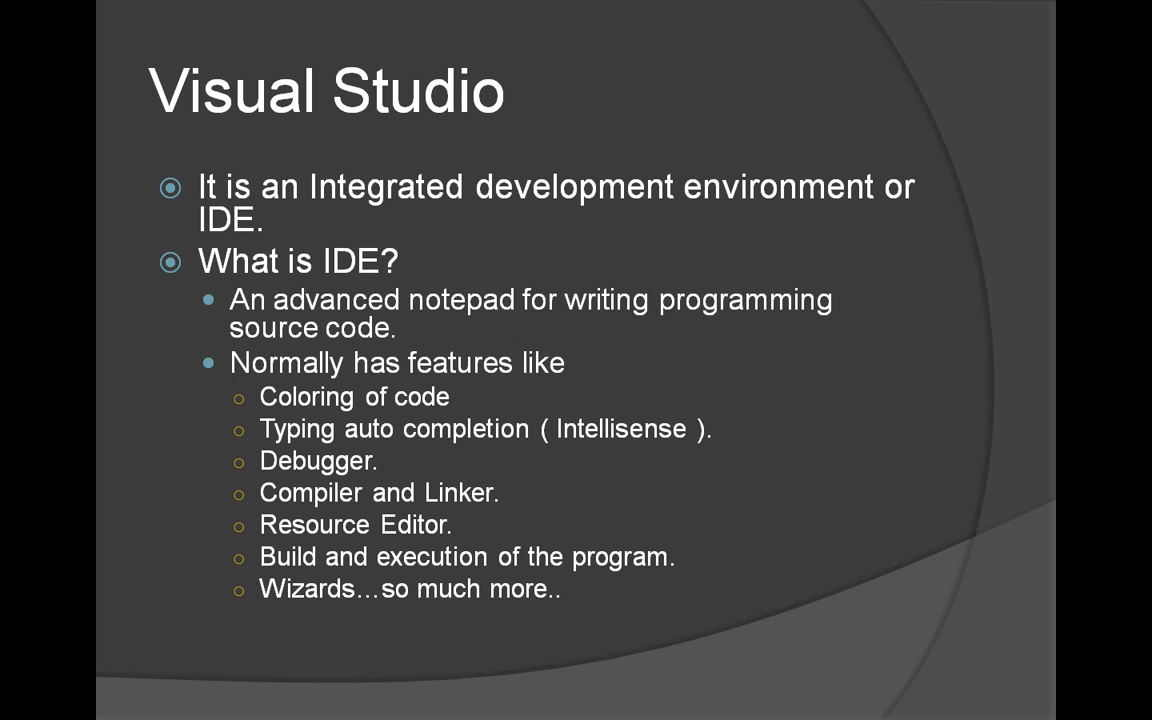 Visual Studio
It is an Integrated development environment or
IDE.
What is IDE?
An advanced notepad for writing programming
source code.
Normally has features like
Coloring of code
Typing auto completion ( Intellisense ).
Debugger.
Compiler and Linker.
Resource Editor.
Build and execution of the program.
Wizards…so much more..